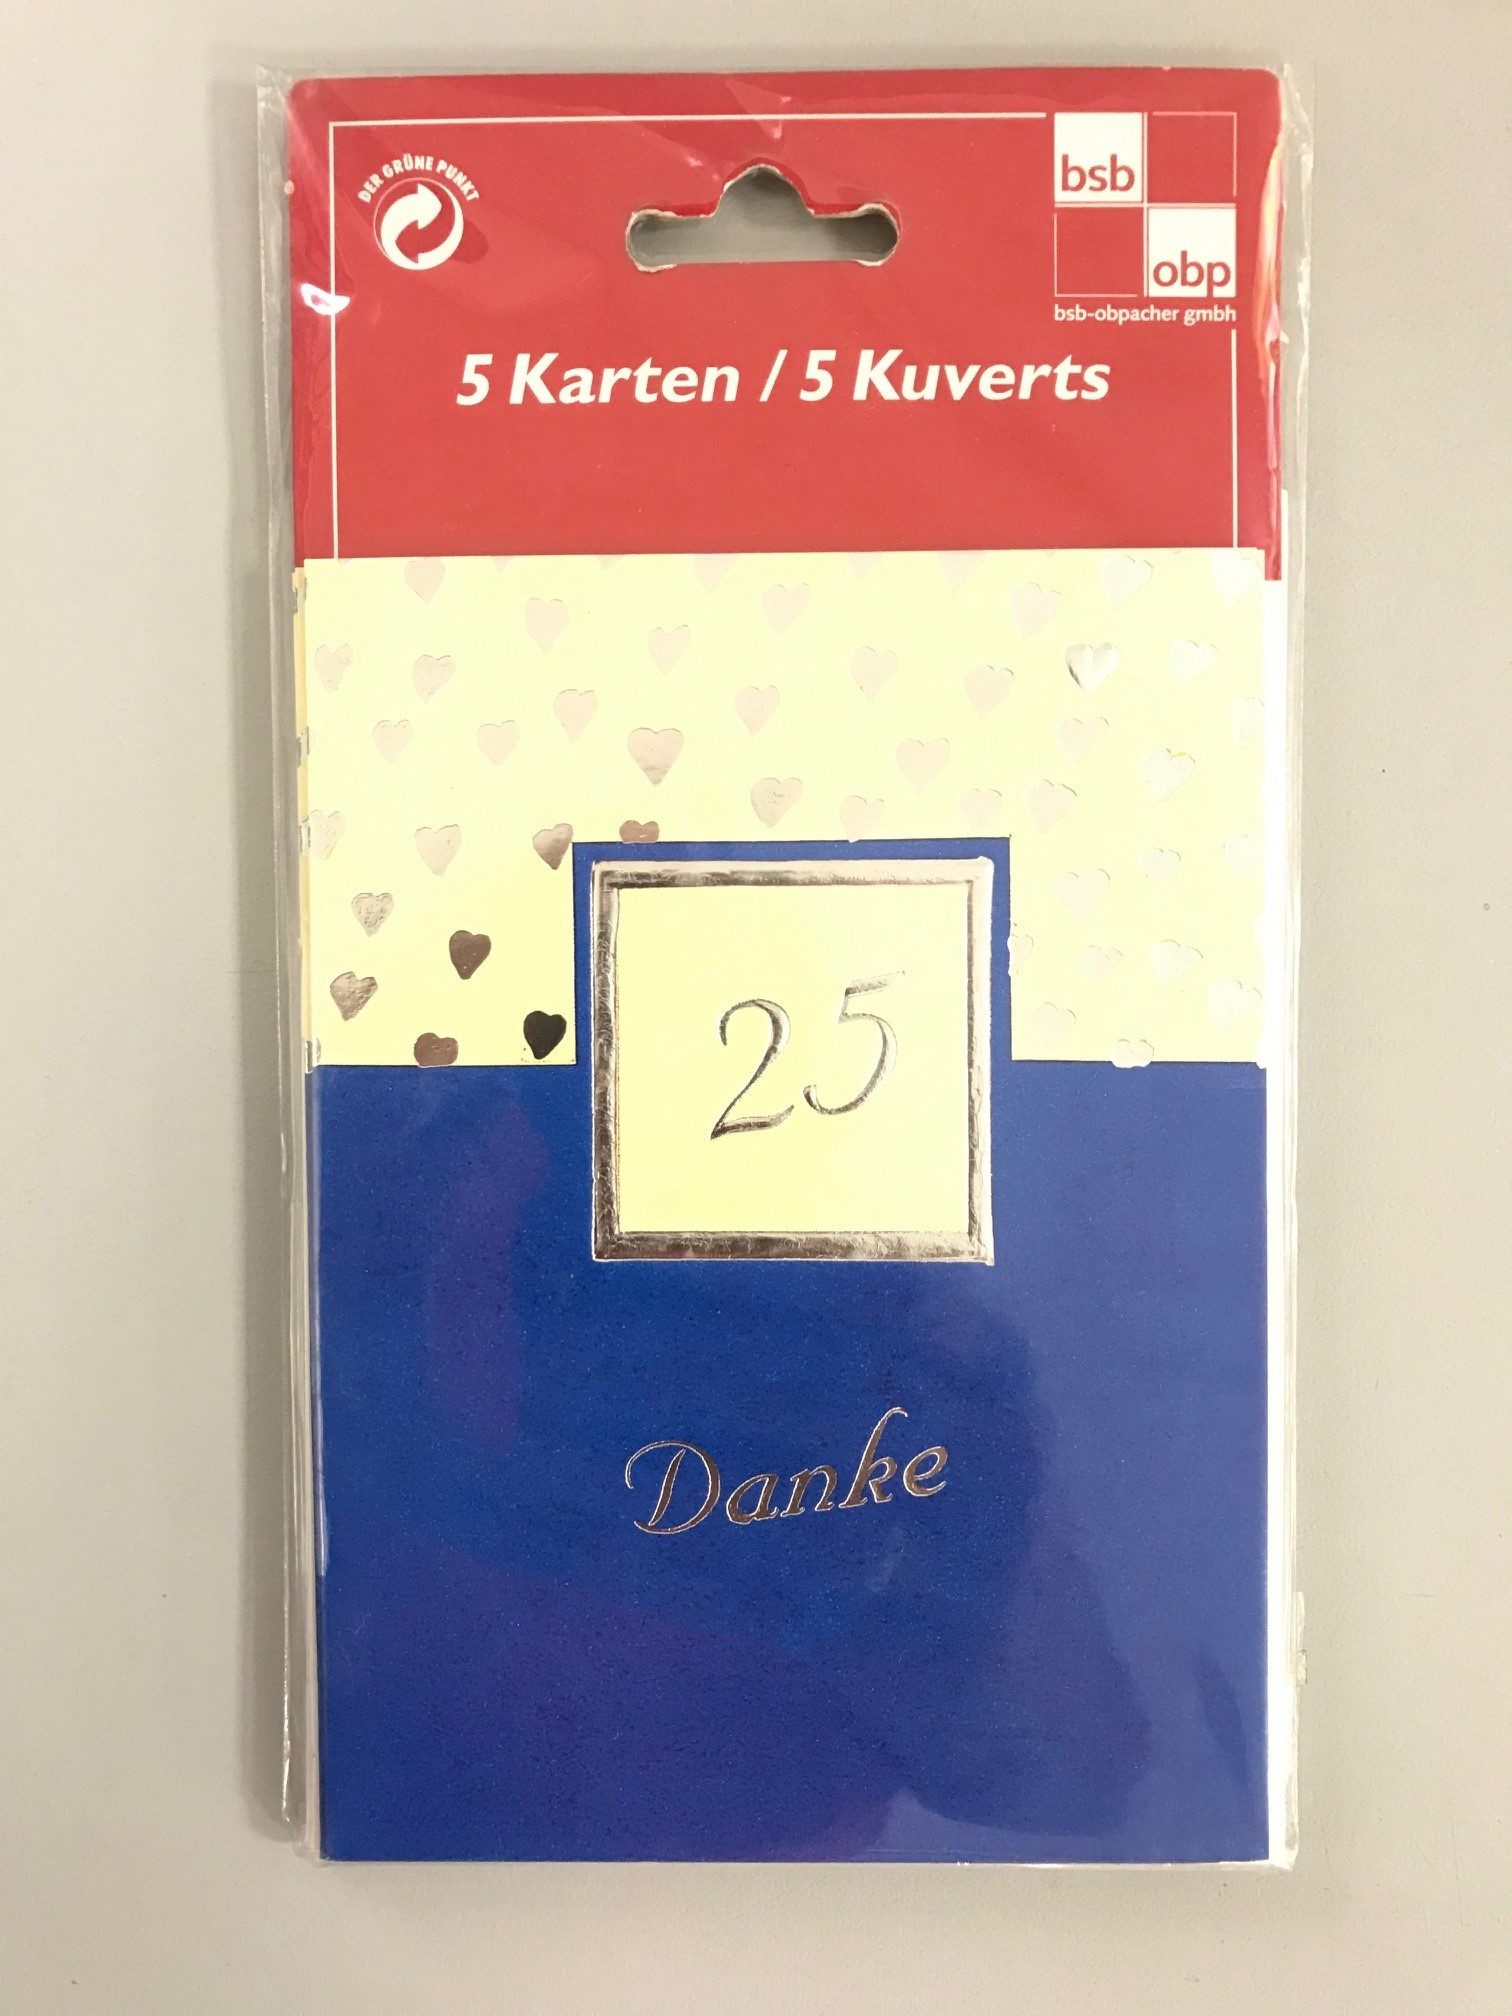 DER GRÜNE PUNKT
bsb
obp
bsb-obpacher gmbh
5 Karten / 5 Kuverts
25
Danke